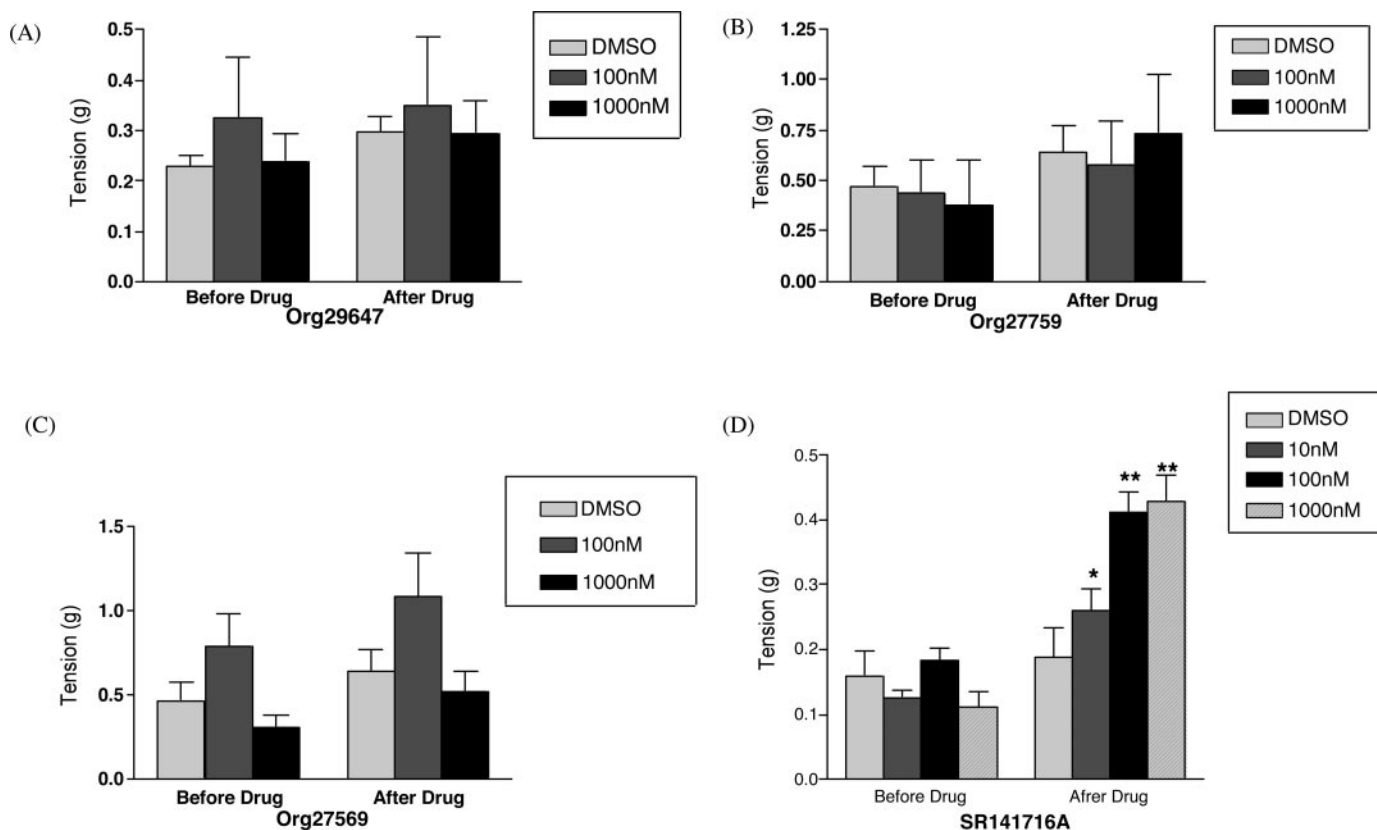 (A)
0.5
0.4
0.3
0.2
0.1
0.0
Tension (g)
Before Drug
After Drug
Org29647
DMSO
100nM
1000nM
(B)
1.25
1.00
0.75
0.50
0.25
0.00
Tension (g)
Before Drug
After Drug
Org27759
DMSO
100nM
1000nM
(C)
1.5
1.0
0.5
0.0
Tension (g)
Before Drug
After Drug
Org27569
DMSO
100nM
1000nM
(D)
0.5
0.4
0.3
0.2
0.1
0.0
Tension (g)
*
**
**
Before Drug
Afrer Drug
SR141716A
DMSO
10nM
100nM
1000nM